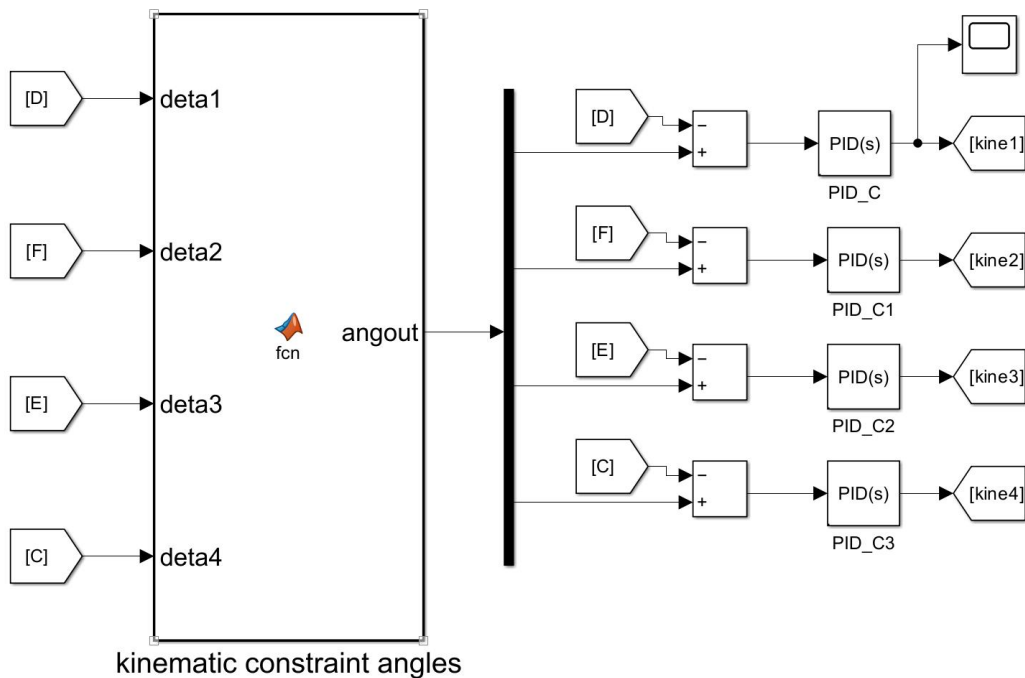 [D]
deta1
[F]
deta2
[E]
deta3
[C]
deta4
fcn
angout
kinematic constraint angles
[D]
−
+
PID(s)
PID_C
[kine1]
[F]
−
+
PID(s)
PID_C1
[kine2]
[E]
−
+
PID(s)
PID_C2
[kine3]
[C]
−
+
PID(s)
PID_C3
[kine4]